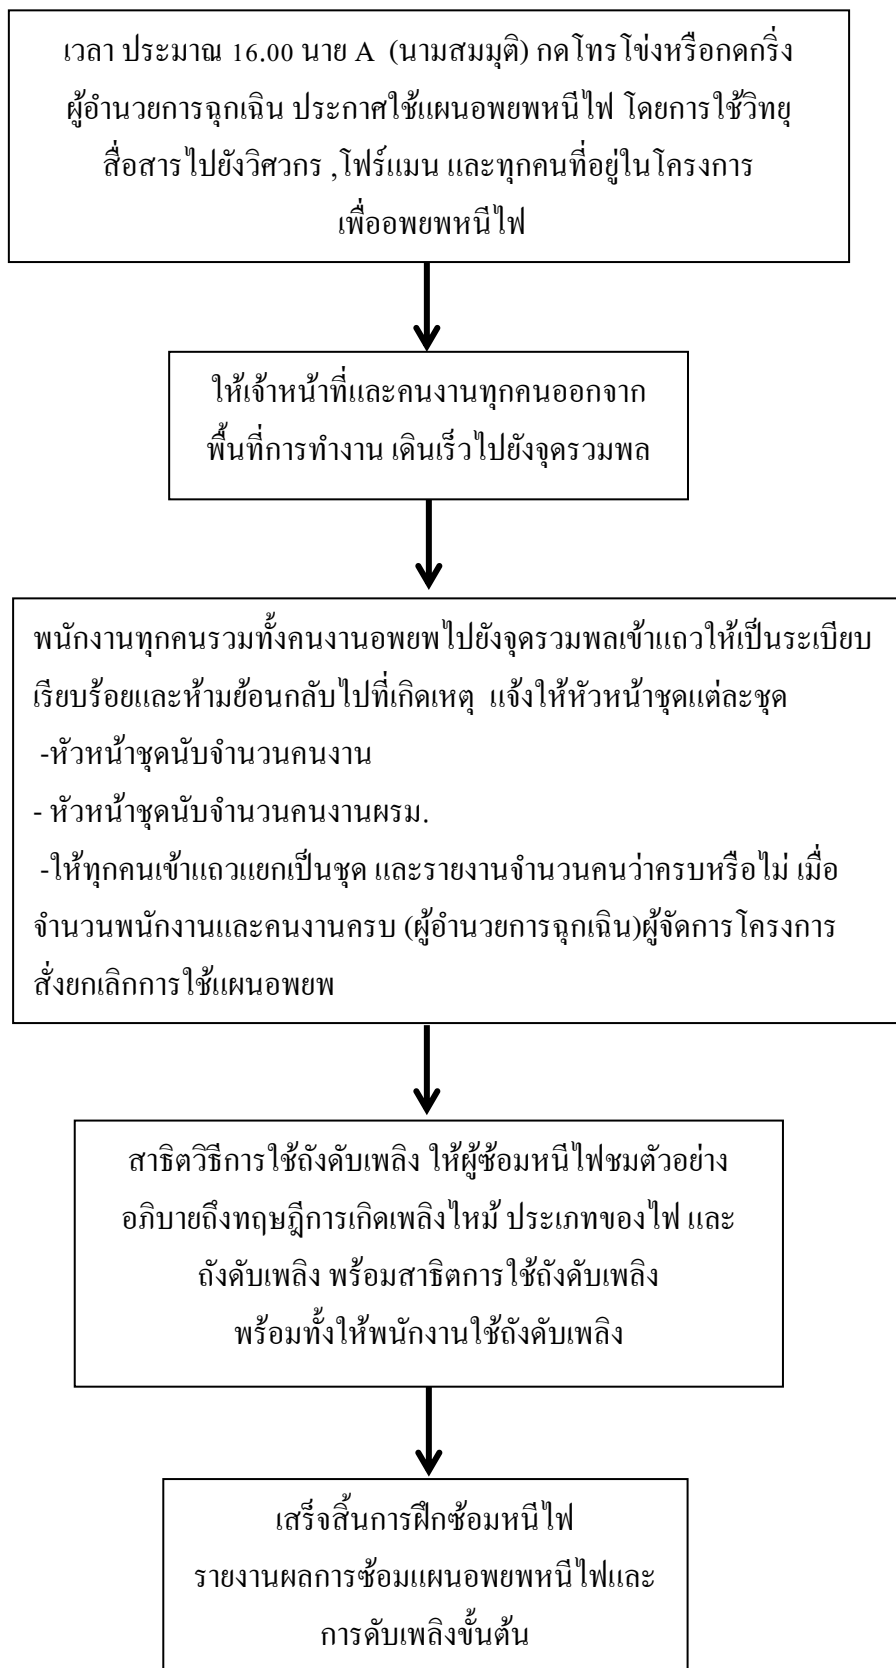 เวลา ประมาณ 16.00 นาย A (นามสมมุติ) กดโทรโข่งหรือกดกริ่ง
ผู้อำนวยการฉุกเฉิน ประกาศใช้แผนอพยพหนีไฟ โดยการใช้วิทยุ
สื่อสารไปยังวิศวกร ,โฟร์แมน และทุกคนที่อยู่ในโครงการ
เพื่ออพยพหนีไฟ
ให้เจ้าหน้าที่และคนงานทุกคนออกจาก
พื้นที่การทำงาน เดินเร็วไปยังจุดรวมพล
พนักงานทุกคนรวมทั้งคนงานอพยพไปยังจุดรวมพลเข้าแถวให้เป็นระเบียบ
เรียบร้อยและห้ามย้อนกลับไปที่เกิดเหตุ แจ้งให้หัวหน้าชุดแต่ละชุด
-หัวหน้าชุดนับจำนวนคนงาน
- หัวหน้าชุดนับจำนวนคนงานผรม.
-ให้ทุกคนเข้าแถวแยกเป็นชุด และรายงานจำนวนคนว่าครบหรือไม่ เมื่อ
จำนวนพนักงานและคนงานครบ (ผู้อำนวยการฉุกเฉิน)ผู้จัดการโครงการ
สั่งยกเลิกการใช้แผนอพยพ
สาธิตวิธีการใช้ถังดับเพลิง ให้ผู้ซ้อมหนีไฟชมตัวอย่าง
อภิบายถึงทฤษฎีการเกิดเพลิงไหม้ ประเภทของไฟ และ
ถังดับเพลิง พร้อมสาธิตการใช้ถังดับเพลิง
พร้อมทั้งให้พนักงานใช้ถังดับเพลิง
เสร็จสิ้นการฝึกซ้อมหนีไฟ
รายงานผลการซ้อมแผนอพยพหนีไฟและ
การดับเพลิงขั้นต้น